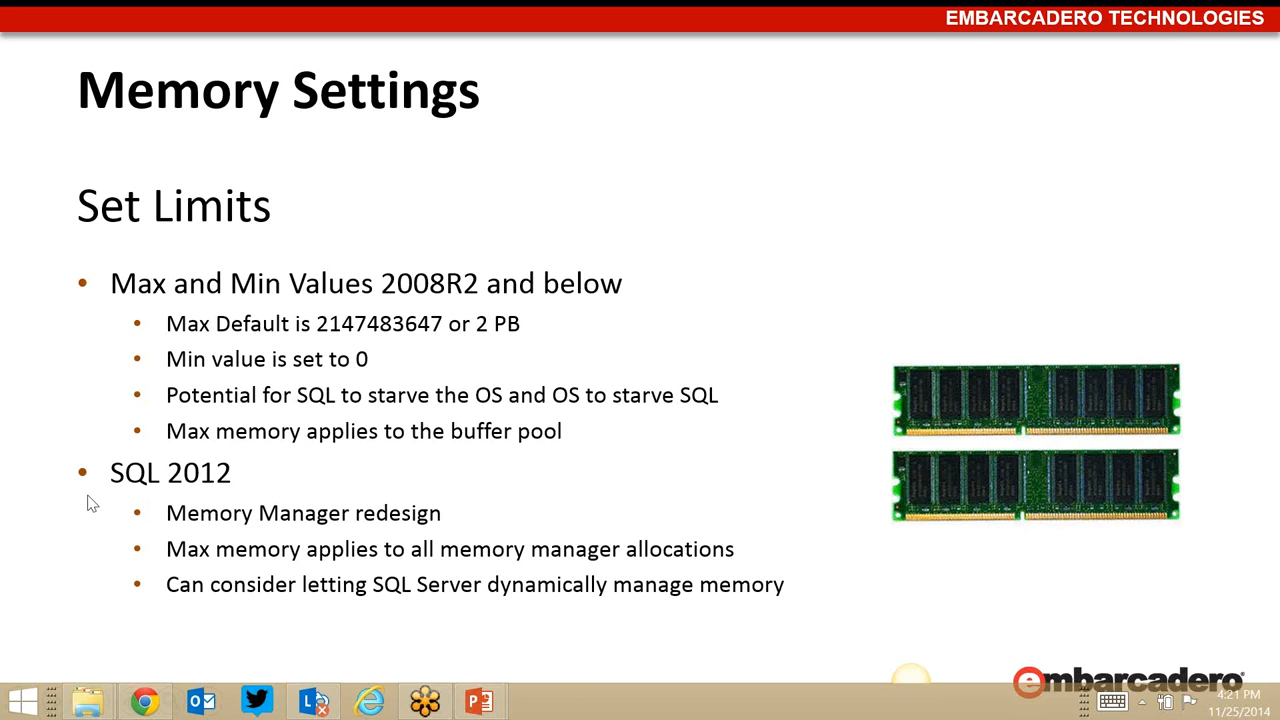 EMBARCADERO TECHNOLOGIES
Memory Settings
Set Limits
• Max and Min Values 2008R2 and below
• Max Default is 2147483647 or 2 PB
• Min value is set to 0
• Potential for SQL to starve the OS and OS to starve SQL
• Max memory applies to the buffer pool
• SQL 2012
• Memory Manager redesign
• Max memory applies to all memory manager allocations
• Can consider letting SQL Server dynamically manage memory
embarcadero®
4:21 PM
11/25/2014